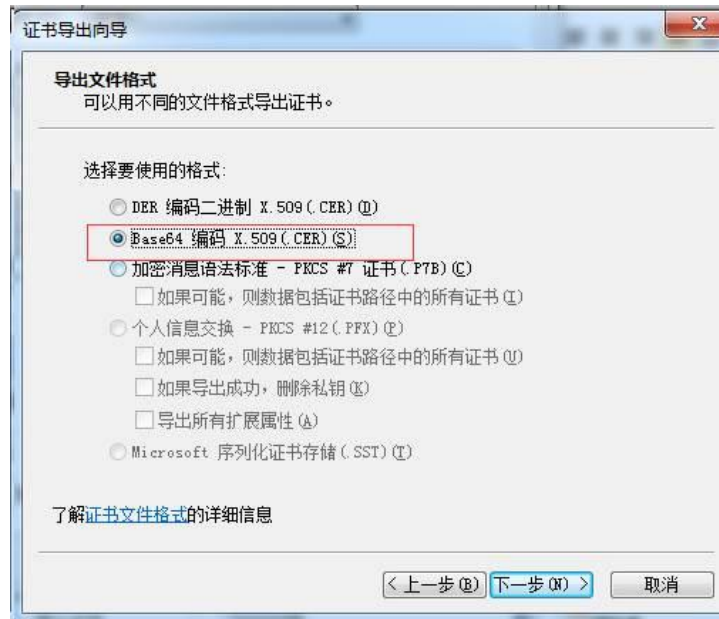 证书导出向导
导出文件格式
可以用不同的文件格式导出证书。
选择要使用的格式:
DER 编码二进制 X.509(.CER)(D)
Base64 编码 X.509(.CER)(S)
加密消息语法标准 - PKCS #7 证书(.P7B)(C)
如果可能，则数据包括证书路径中的所有证书(I)
个人信息交换 - PKCS #12(.PFX)(P)
如果可能，则数据包括证书路径中的所有证书(U)
如果导出成功，删除私钥(K)
导出所有扩展属性(A)
Microsoft 序列化证书存储(.SST)(T)
了解证书文件格式的详细信息
< 上一步(B) 下一步(N) > 取消